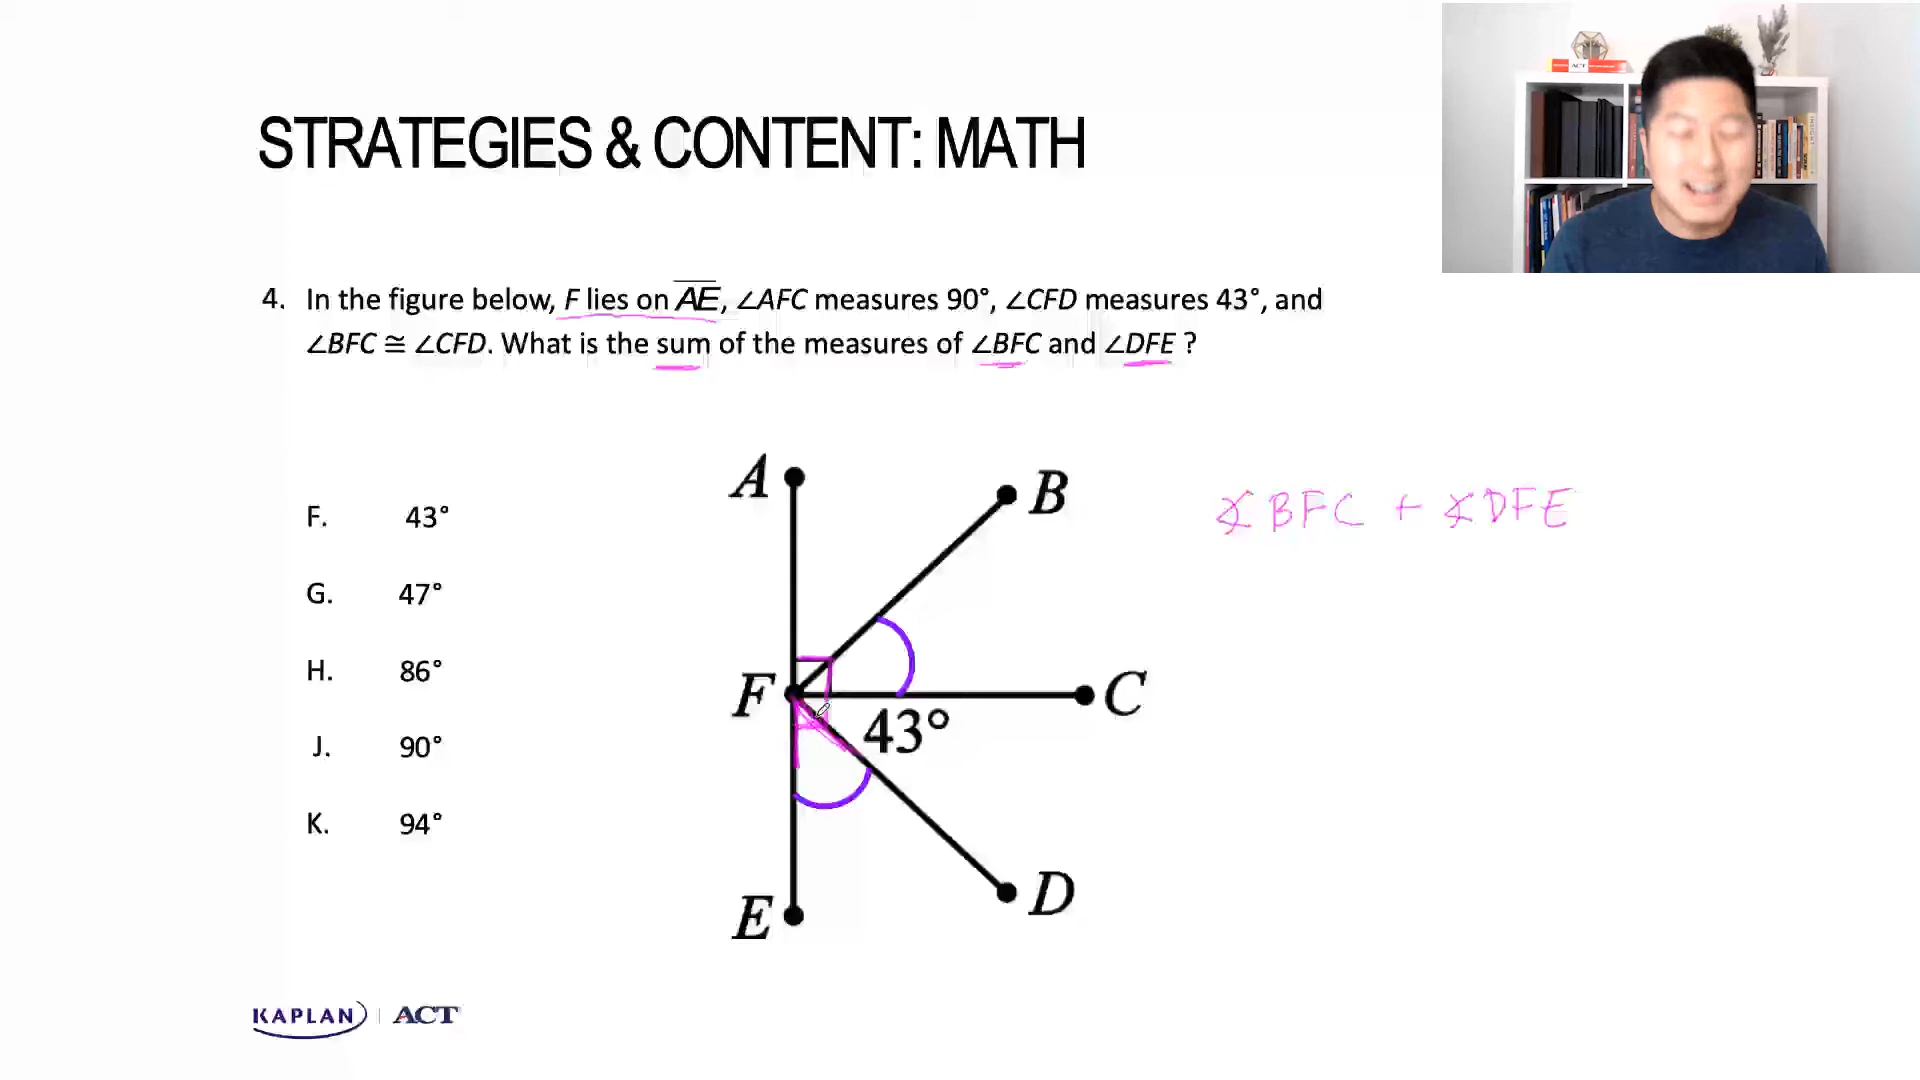 STRATEGIES & CONTENT: MATH
ACT
4. In the figure below, F lies on AE, ∠AFC measures 90°, ∠CFD measures 43°, and
∠BFC ≅ ∠CFD. What is the sum of the measures of ∠BFC and ∠DFE ?
F. 43°
G. 47°
H. 86°
J. 90°
K. 94°
A
B
F
C
43°
E
D
∡BFC + ∡DFE
KAPLAN | ACT